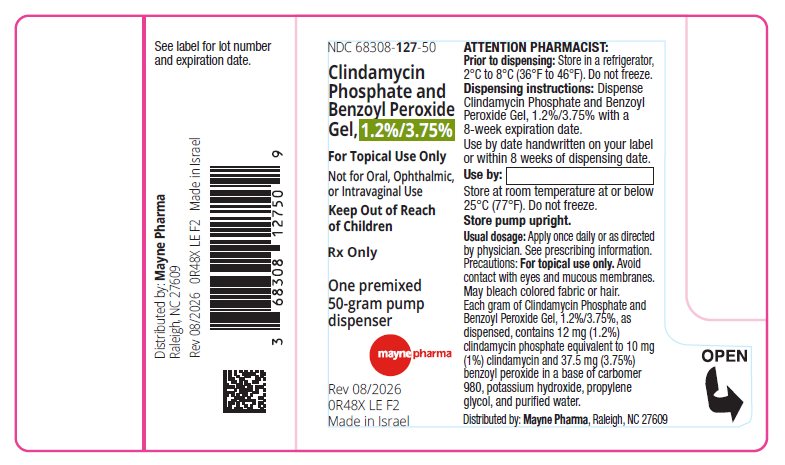 See label for lot number
and expiration date.
Distributed by: Mayne Pharma
Raleigh, NC 27609
Rev 08/2026   0R48X LE F2   Made in Israel
3 68308 12750 9
NDC 68308-127-50
Clindamycin
Phosphate and
Benzoyl Peroxide
Gel, 1.2%/3.75%
For Topical Use Only
Not for Oral, Ophthalmic,
or Intravaginal Use
Keep Out of Reach
of Children
Rx Only
One premixed
50-gram pump
dispenser
mayne pharma
Rev 08/2026
0R48X LE F2
Made in Israel
ATTENTION PHARMACIST:
Prior to dispensing: Store in a refrigerator,
2°C to 8°C (36°F to 46°F). Do not freeze.
Dispensing instructions: Dispense
Clindamycin Phosphate and Benzoyl
Peroxide Gel, 1.2%/3.75% with a
8-week expiration date.
Use by date handwritten on your label
or within 8 weeks of dispensing date.
Use by:
Store at room temperature at or below
25°C (77°F). Do not freeze.
Store pump upright.
Usual dosage: Apply once daily or as directed
by physician. See prescribing information.
Precautions: For topical use only. Avoid
contact with eyes and mucous membranes.
May bleach colored fabric or hair.
Each gram of Clindamycin Phosphate and
Benzoyl Peroxide Gel, 1.2%/3.75%, as
dispensed, contains 12 mg (1.2%)
clindamycin phosphate equivalent to 10 mg
(1%) clindamycin and 37.5 mg (3.75%)
benzoyl peroxide in a base of carbomer
980, potassium hydroxide, propylene
glycol, and purified water.
Distributed by: Mayne Pharma, Raleigh, NC 27609
OPEN